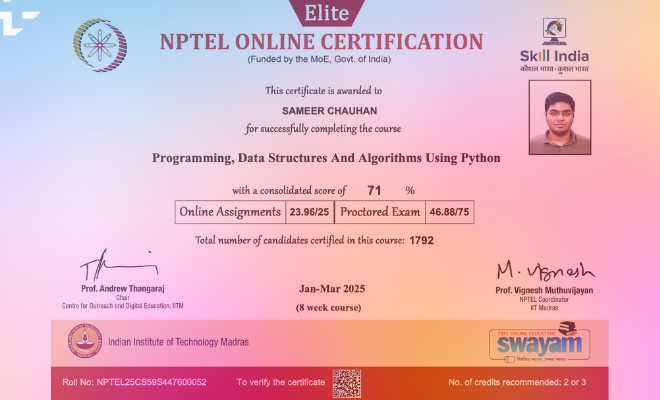 Elite
NPTEL ONLINE CERTIFICATION
(Funded by the MoE, Govt. of India)
Skill India
कौशल भारत-कुशल भारत
This certificate is awarded to
SAMEER CHAUHAN
for successfully completing the course
Programming, Data Structures And Algorithms Using Python
with a consolidated score of 71 %
Online Assignments 23.96/25 Proctored Exam 46.88/75
Total number of candidates certified in this course: 1792
Prof. Andrew Thangaraj
Chair
Centre for Outreach and Digital Education, IITM
Jan-Mar 2025
(8 week course)
M. Vignesh
Prof. Vignesh Muthuvijayan
NPTEL Coordinator
IIT Madras
Indian Institute of Technology Madras
FREE ONLINE EDUCATION
swayam
शिक्षित भारत, उन्नत भारत
Roll No: NPTEL25CS59S447600052
To verify the certificate
No. of credits recommended: 2 or 3